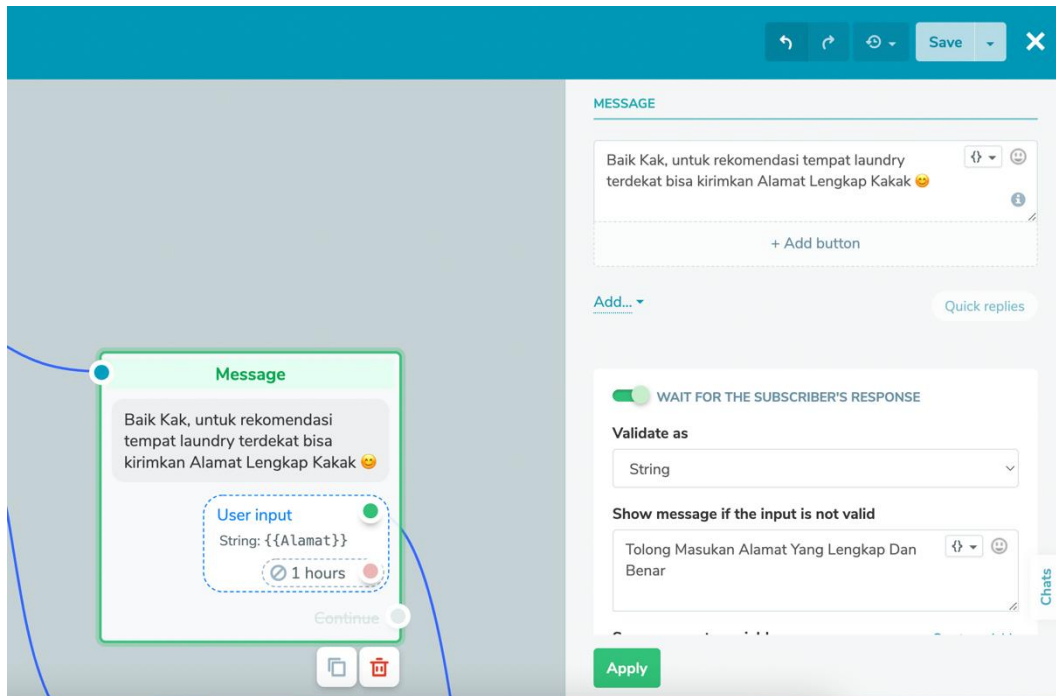 Save
MESSAGE
Baik Kak, untuk rekomendasi tempat laundry
terdekat bisa kirimkan Alamat Lengkap Kakak 😊
{}
+ Add button
Add...
Quick replies
WAIT FOR THE SUBSCRIBER'S RESPONSE
Validate as
String
Show message if the input is not valid
Tolong Masukan Alamat Yang Lengkap Dan
Benar
{}
Apply
Chats
Message
Baik Kak, untuk rekomendasi
tempat laundry terdekat bisa
kirimkan Alamat Lengkap Kakak 😊
User input
String: {{Alamat}}
1 hours
Continue